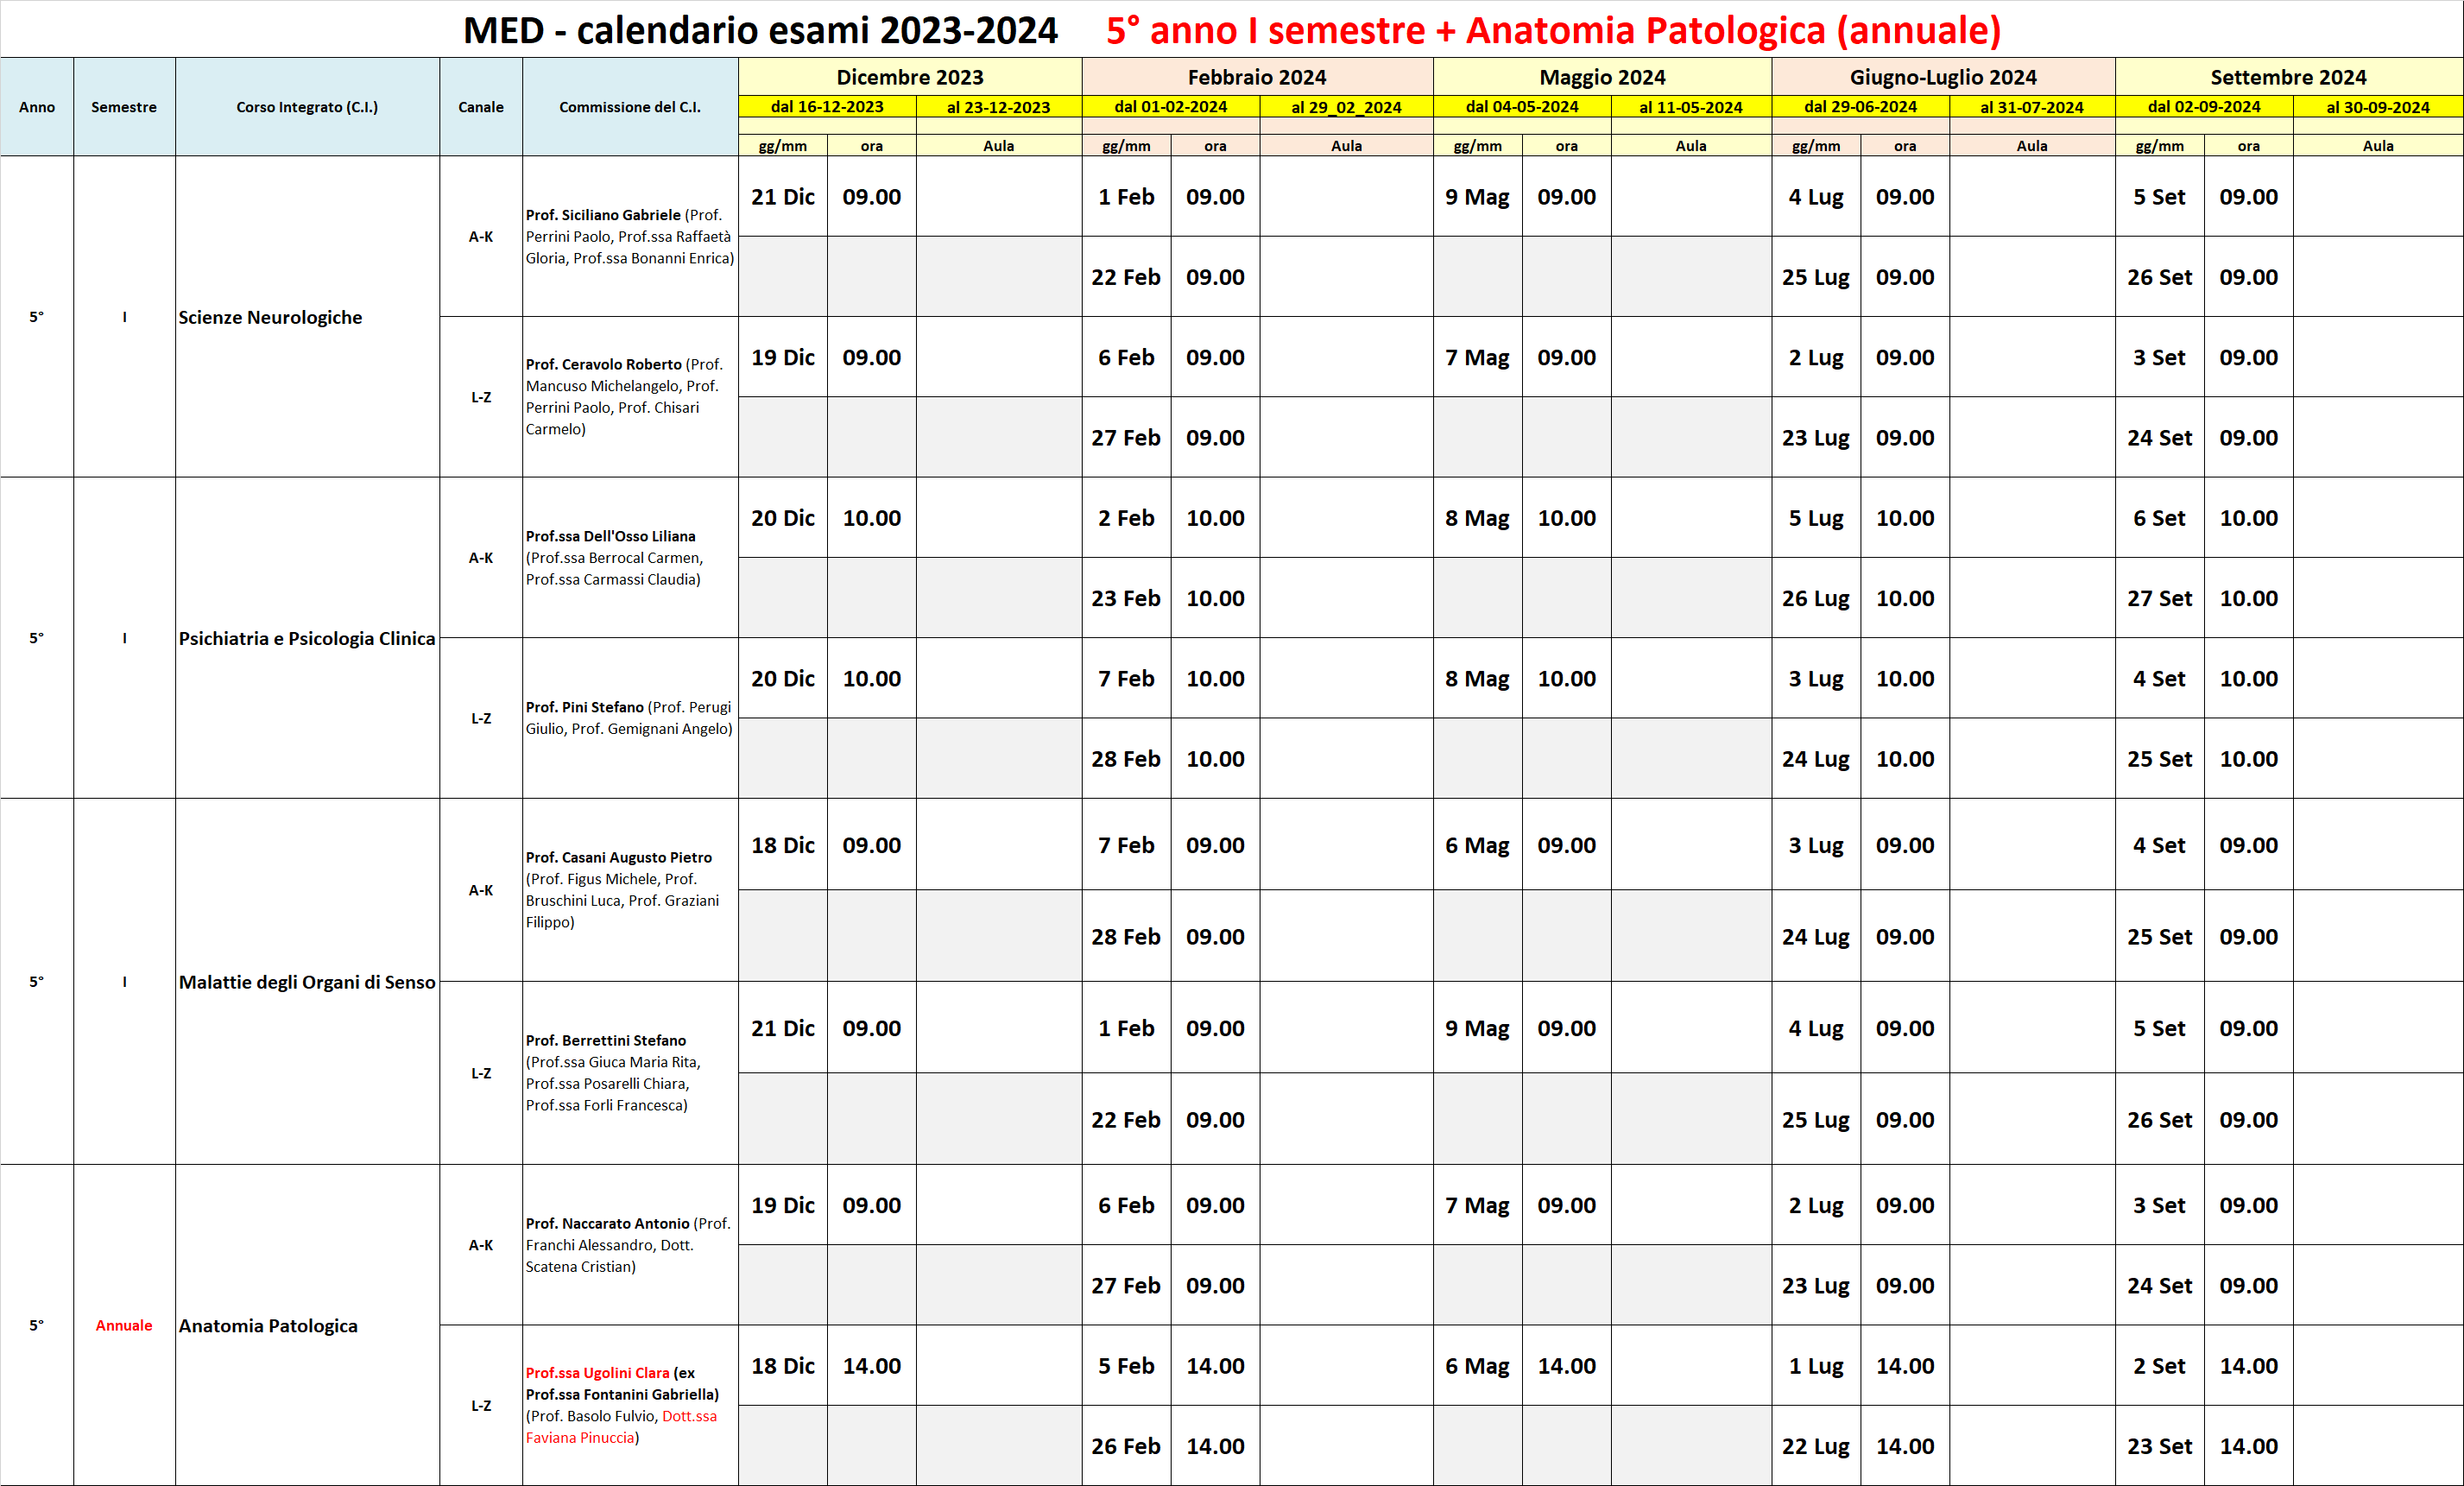 MED - calendario esami 2023-2024 5° anno I semestre + Anatomia Patologica (annuale)
Anno Semestre Corso Integrato (C.I.) Canale Commissione del C.I. Dicembre 2023 Febbraio 2024 Maggio 2024 Giugno-Luglio 2024 Settembre 2024
dal 16-12-2023 al 23-12-2023 dal 01-02-2024 al 29_02_2024 dal 04-05-2024 al 11-05-2024 dal 29-06-2024 al 31-07-2024 dal 02-09-2024 al 30-09-2024
gg/mm ora Aula gg/mm ora Aula gg/mm ora Aula gg/mm ora Aula gg/mm ora Aula
5° I Scienze Neurologiche
A-K
Prof. Siciliano Gabriele (Prof.
Perrini Paolo, Prof.ssa Raffaetà
Gloria, Prof.ssa Bonanni Enrica)
21 Dic 09.00 1 Feb 09.00 9 Mag 09.00 4 Lug 09.00 5 Set 09.00
22 Feb 09.00 25 Lug 09.00 26 Set 09.00
L-Z
Prof. Ceravolo Roberto (Prof.
Mancuso Michelangelo, Prof.
Perrini Paolo, Prof. Chisari
Carmelo)
19 Dic 09.00 6 Feb 09.00 7 Mag 09.00 2 Lug 09.00 3 Set 09.00
27 Feb 09.00 23 Lug 09.00 24 Set 09.00
5° I Psichiatria e Psicologia Clinica
A-K
Prof.ssa Dell'Osso Liliana
(Prof.ssa Berrocal Carmen,
Prof.ssa Carmassi Claudia)
20 Dic 10.00 2 Feb 10.00 8 Mag 10.00 5 Lug 10.00 6 Set 10.00
23 Feb 10.00 26 Lug 10.00 27 Set 10.00
L-Z
Prof. Pini Stefano (Prof. Perugi
Giulio, Prof. Gemignani Angelo)
20 Dic 10.00 7 Feb 10.00 8 Mag 10.00 3 Lug 10.00 4 Set 10.00
28 Feb 10.00 24 Lug 10.00 25 Set 10.00
5° I Malattie degli Organi di Senso
A-K
Prof. Casani Augusto Pietro
(Prof. Figus Michele, Prof.
Bruschini Luca, Prof. Graziani
Filippo)
18 Dic 09.00 7 Feb 09.00 6 Mag 09.00 3 Lug 09.00 4 Set 09.00
28 Feb 09.00 24 Lug 09.00 25 Set 09.00
L-Z
Prof. Berrettini Stefano
(Prof.ssa Giuca Maria Rita,
Prof.ssa Posarelli Chiara,
Prof.ssa Forli Francesca)
21 Dic 09.00 1 Feb 09.00 9 Mag 09.00 4 Lug 09.00 5 Set 09.00
22 Feb 09.00 25 Lug 09.00 26 Set 09.00
5° Annuale Anatomia Patologica
A-K
Prof. Naccarato Antonio (Prof.
Franchi Alessandro, Dott.
Scatena Cristian)
19 Dic 09.00 6 Feb 09.00 7 Mag 09.00 2 Lug 09.00 3 Set 09.00
27 Feb 09.00 23 Lug 09.00 24 Set 09.00
L-Z
Prof.ssa Ugolini Clara (ex
Prof.ssa Fontanini Gabriella)
(Prof. Basolo Fulvio, Dott.ssa
Faviana Pinuccia)
18 Dic 14.00 5 Feb 14.00 6 Mag 14.00 1 Lug 14.00 2 Set 14.00
26 Feb 14.00 22 Lug 14.00 23 Set 14.00